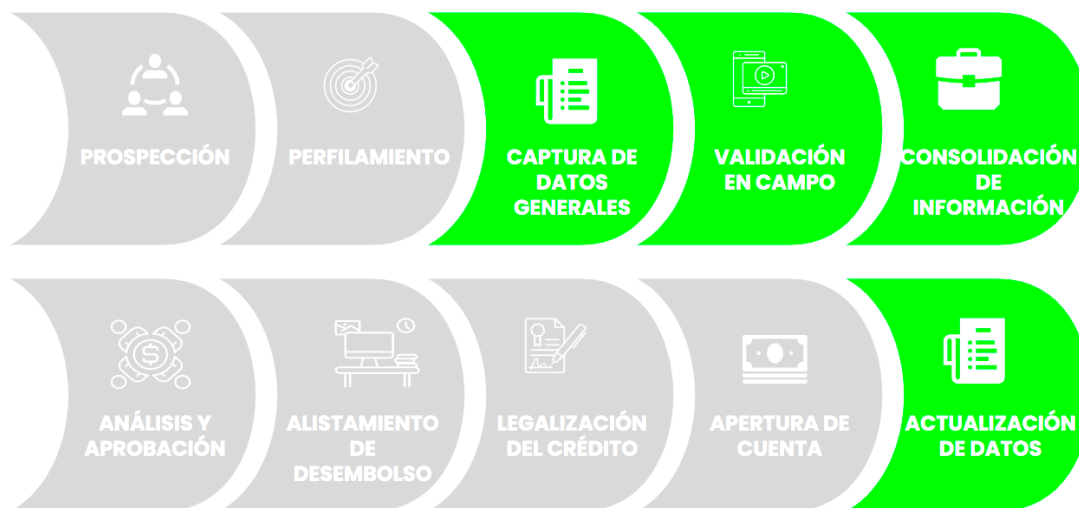 PROSPECCIÓN
PERFILAMIENTO
CAPTURA DE
DATOS
GENERALES
VALIDACIÓN
EN CAMPO
CONSOLIDACIÓN
DE
INFORMACIÓN
ANÁLISIS Y
APROBACIÓN
ALISTAMIENTO
DE
DESEMBOLSO
LEGALIZACIÓN
DEL CRÉDITO
APERTURA DE
CUENTA
ACTUALIZACIÓN
DE DATOS